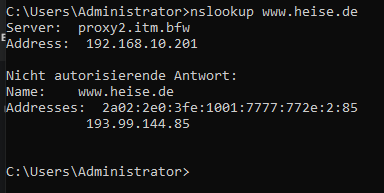 C:\Users\Administrator>nslookup www.heise.de
Server:  proxy2.itm.bfw
Address:  192.168.10.201

Nicht autorisierende Antwort:
Name:    www.heise.de
Addresses:  2a02:2e0:3fe:1001:7777:772e:2:85
          193.99.144.85

C:\Users\Administrator>